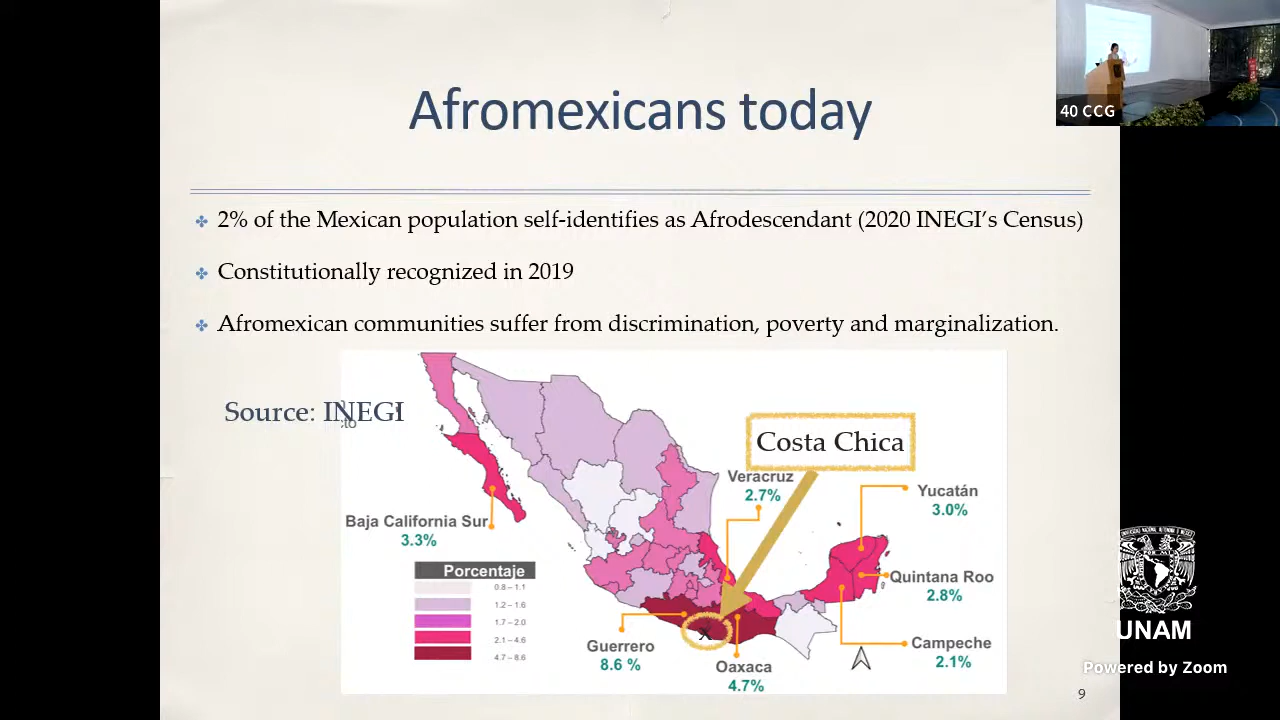 Afromexicans today
40 CCG
2% of the Mexican population self-identifies as Afrodescendant (2020 INEGI's Census)
Constitutionally recognized in 2019
Afromexican communities suffer from discrimination, poverty and marginalization.
Source: INEGI
Costa Chica
Veracruz
2.7%
Yucatán
3.0%
Baja California Sur
3.3%
Porcentaje
0.8 – 1.1
1.2 – 1.6
1.7 – 2.0
2.1 – 4.6
4.7 – 8.6
Quintana Roo
2.8%
Guerrero
8.6 %
X
Oaxaca
4.7%
Campeche
2.1%
UNAM
Powered by Zoom
9